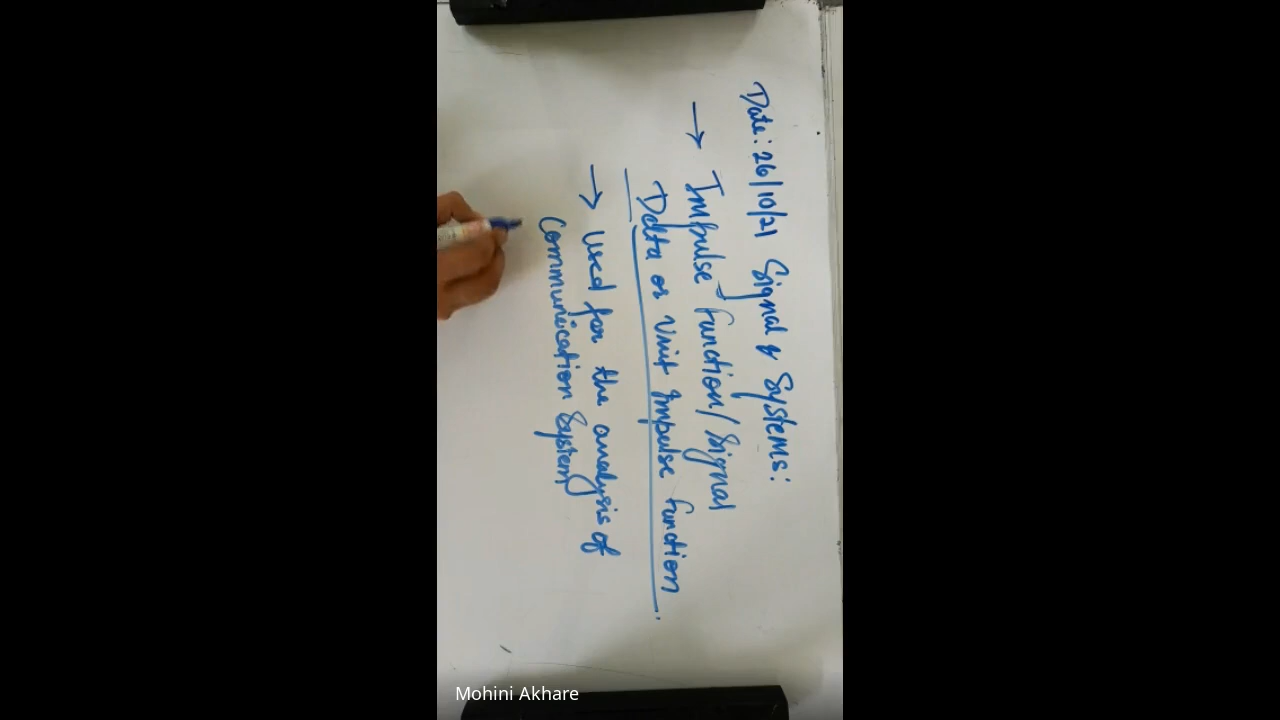 Date: 26/10/21 Signal & Systems:
→ Impulse function/Signal
Delta or Unit Impulse function.
→ used for the analysis of
Communication System
Mohini Akhare